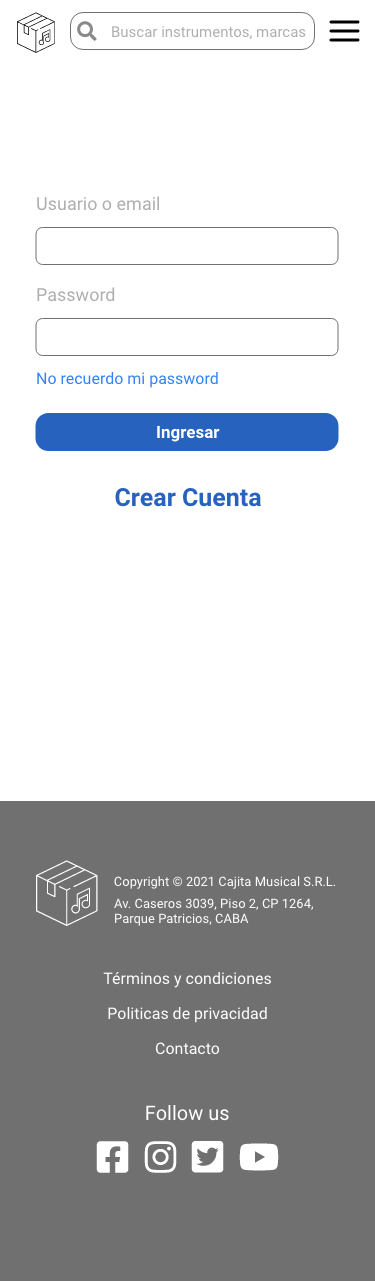 Buscar instrumentos, marcas
Usuario o email
Password
No recuerdo mi password
Ingresar
Crear Cuenta
Copyright © 2021 Cajita Musical S.R.L.
Av. Caseros 3039, Piso 2, CP 1264,
Parque Patricios, CABA
Términos y condiciones
Politicas de privacidad
Contacto
Follow us